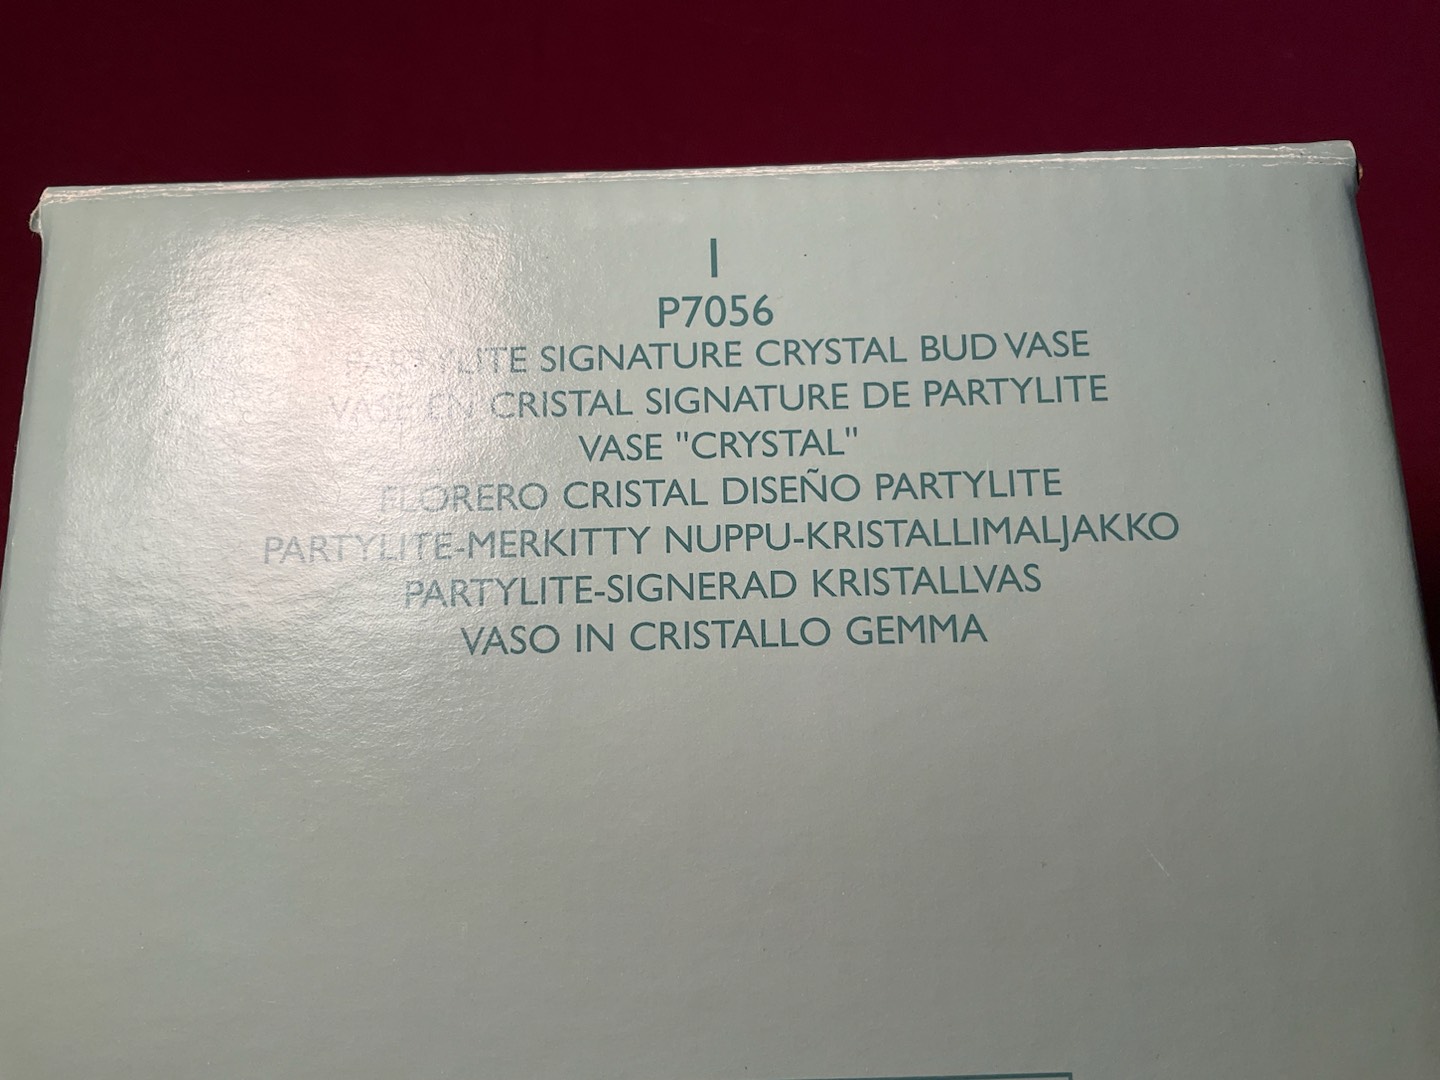 1
P7056
PARTYLITE SIGNATURE CRYSTAL BUD VASE
VASE EN CRISTAL SIGNATURE DE PARTYLITE
VASE "CRYSTAL"
FLORERO CRISTAL DISEÑO PARTYLITE
PARTYLITE-MERKITTY NUPPU-KRISTALLIMALJAKKO
PARTYLITE-SIGNERAD KRISTALLVAS
VASO IN CRISTALLO GEMMA